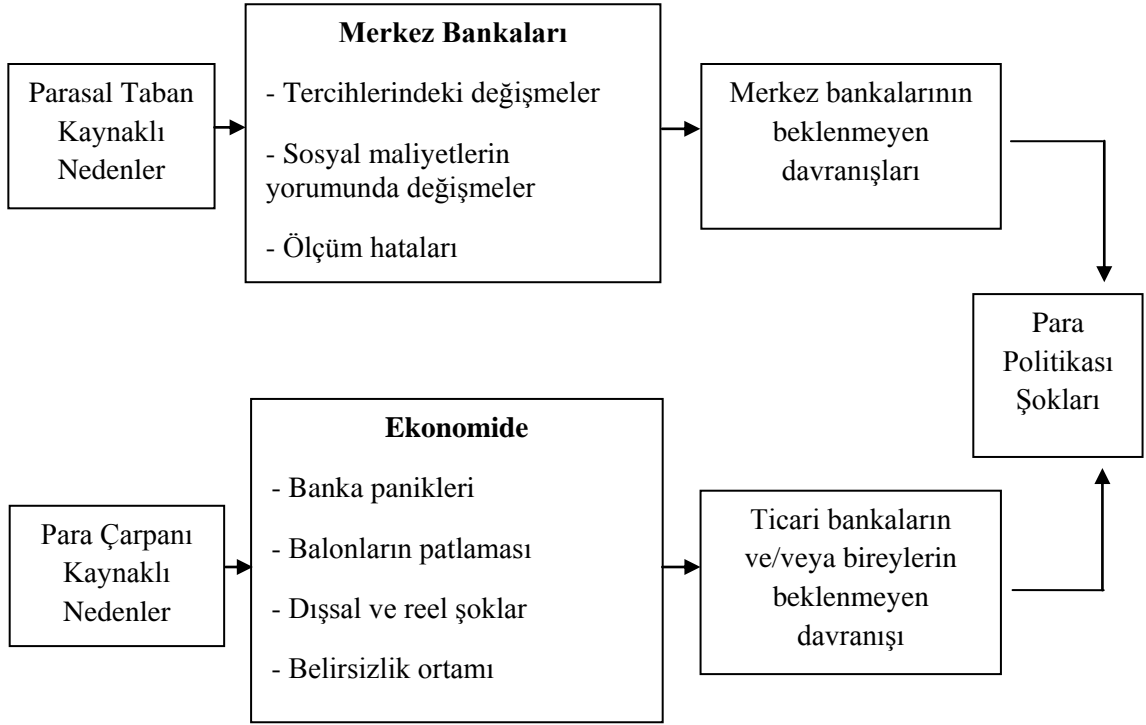 Parasal Taban
Kaynaklı
Nedenler
Merkez Bankaları
- Tercihlerindeki değişmeler
- Sosyal maliyetlerin
yorumunda değişmeler
- Ölçüm hataları
Merkez bankalarının
beklenmeyen
davranışları
Para
Politikası
Şokları
Para Çarpanı
Kaynaklı
Nedenler
Ekonomide
- Banka panikleri
- Balonların patlaması
- Dışsal ve reel şoklar
- Belirsizlik ortamı
Ticari bankaların
ve/veya bireylerin
beklenmeyen
davranışı